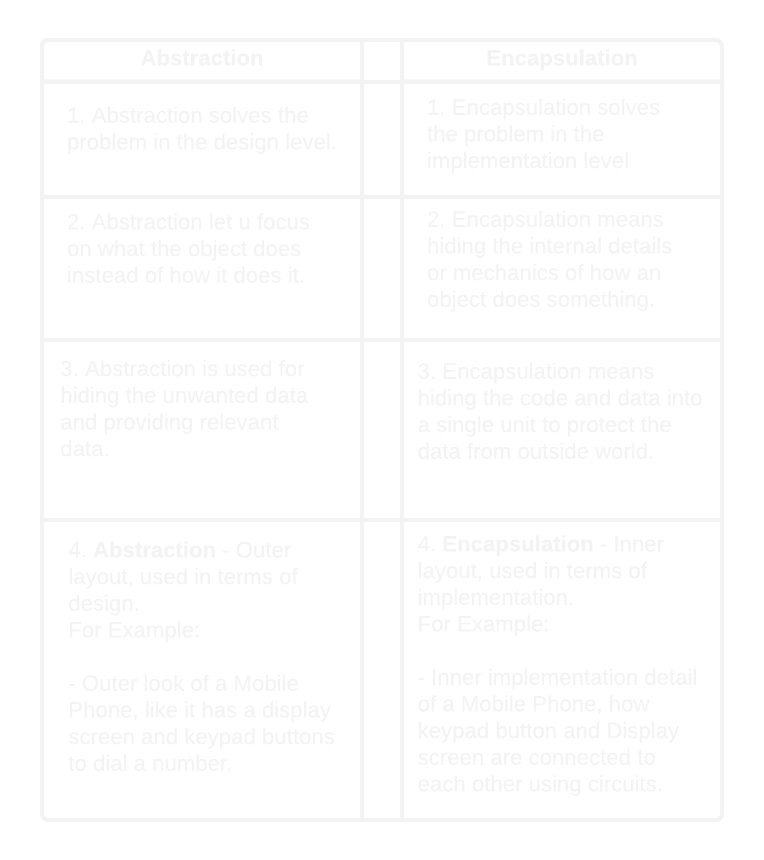 Abstraction
Encapsulation
1. Abstraction solves the
problem in the design level.
1. Encapsulation solves
the problem in the
implementation level
2. Abstraction let u focus
on what the object does
instead of how it does it.
2. Encapsulation means
hiding the internal details
or mechanics of how an
object does something.
3. Abstraction is used for
hiding the unwanted data
and providing relevant
data.
3. Encapsulation means
hiding the code and data into
a single unit to protect the
data from outside world.
4. Abstraction - Outer
layout, used in terms of
design.
For Example:
- Outer look of a Mobile
Phone, like it has a display
screen and keypad buttons
to dial a number.
4. Encapsulation - Inner
layout, used in terms of
implementation.
For Example:
- Inner implementation detail
of a Mobile Phone, how
keypad button and Display
screen are connected to
each other using circuits.